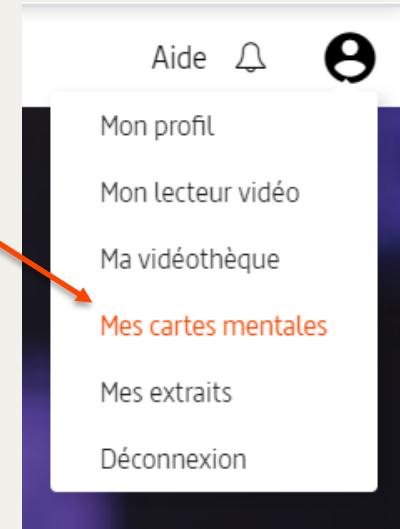 Aide
Mon profil
Mon lecteur vidéo
Ma vidéothèque
Mes cartes mentales
Mes extraits
Déconnexion